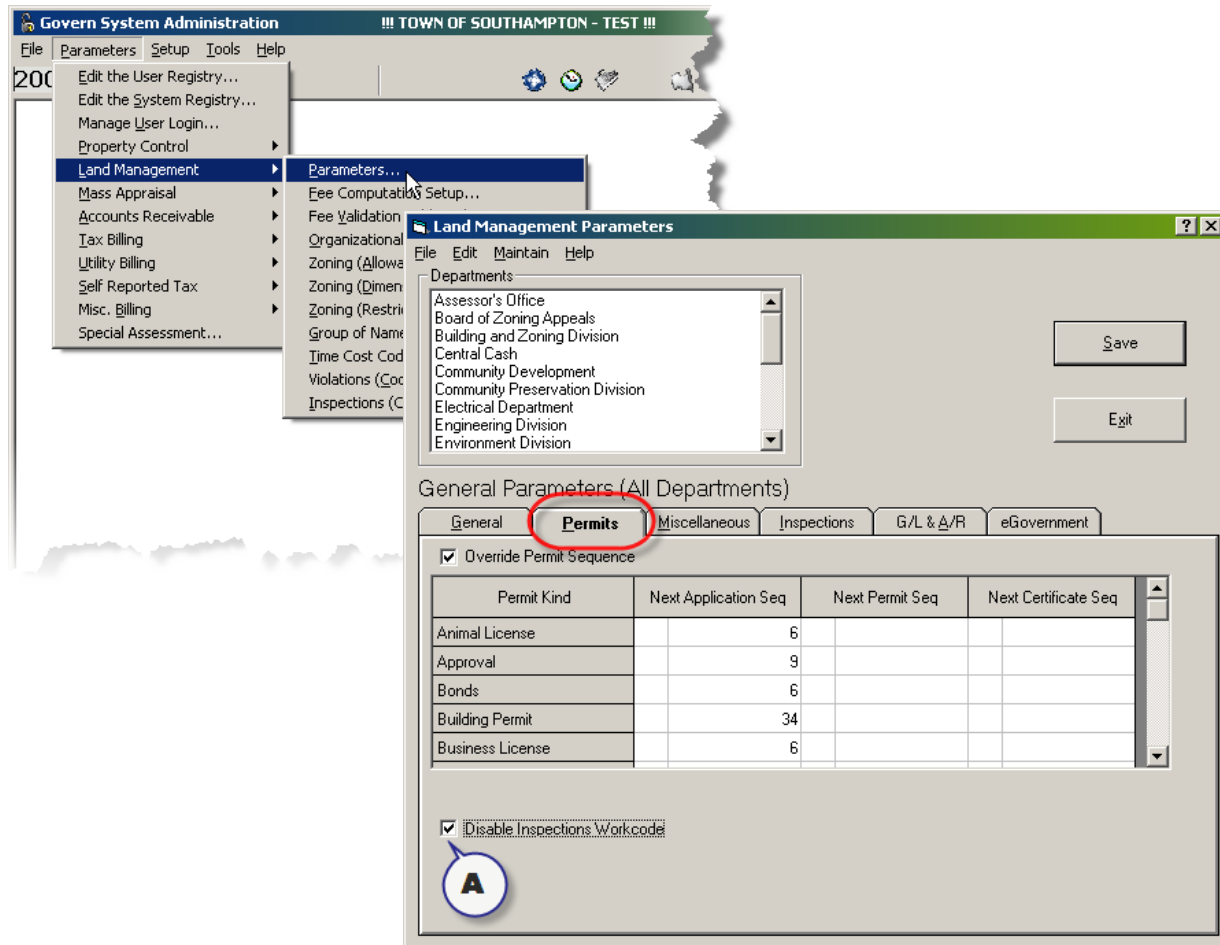 Govern System Administration !!! TOWN OF SOUTHAMPTON - TEST !!!
File Parameters Setup Tools Help
200
Edit the User Registry...
Edit the System Registry...
Manage User Login...
Property Control
Land Management
Mass Appraisal
Accounts Receivable
Tax Billing
Utility Billing
Self Reported Tax
Misc. Billing
Special Assessment...
Parameters...
Fee Computation Setup...
Fee Validation
Organizational
Zoning (Allowa
Zoning (Dimen
Zoning (Restri
Group of Name
Time Cost Cod
Violations (Coc
Inspections (C
Land Management Parameters
File Edit Maintain Help
Departments
Assessor's Office
Board of Zoning Appeals
Building and Zoning Division
Central Cash
Community Development
Community Preservation Division
Electrical Department
Engineering Division
Environment Division
Save
Exit
General Parameters (All Departments)
General Permits Miscellaneous Inspections G/L & A/R eGovernment
Override Permit Sequence
Permit Kind Next Application Seq Next Permit Seq Next Certificate Seq
Animal License 6
Approval 9
Bonds 6
Building Permit 34
Business License 6
Disable Inspections Workcode
A